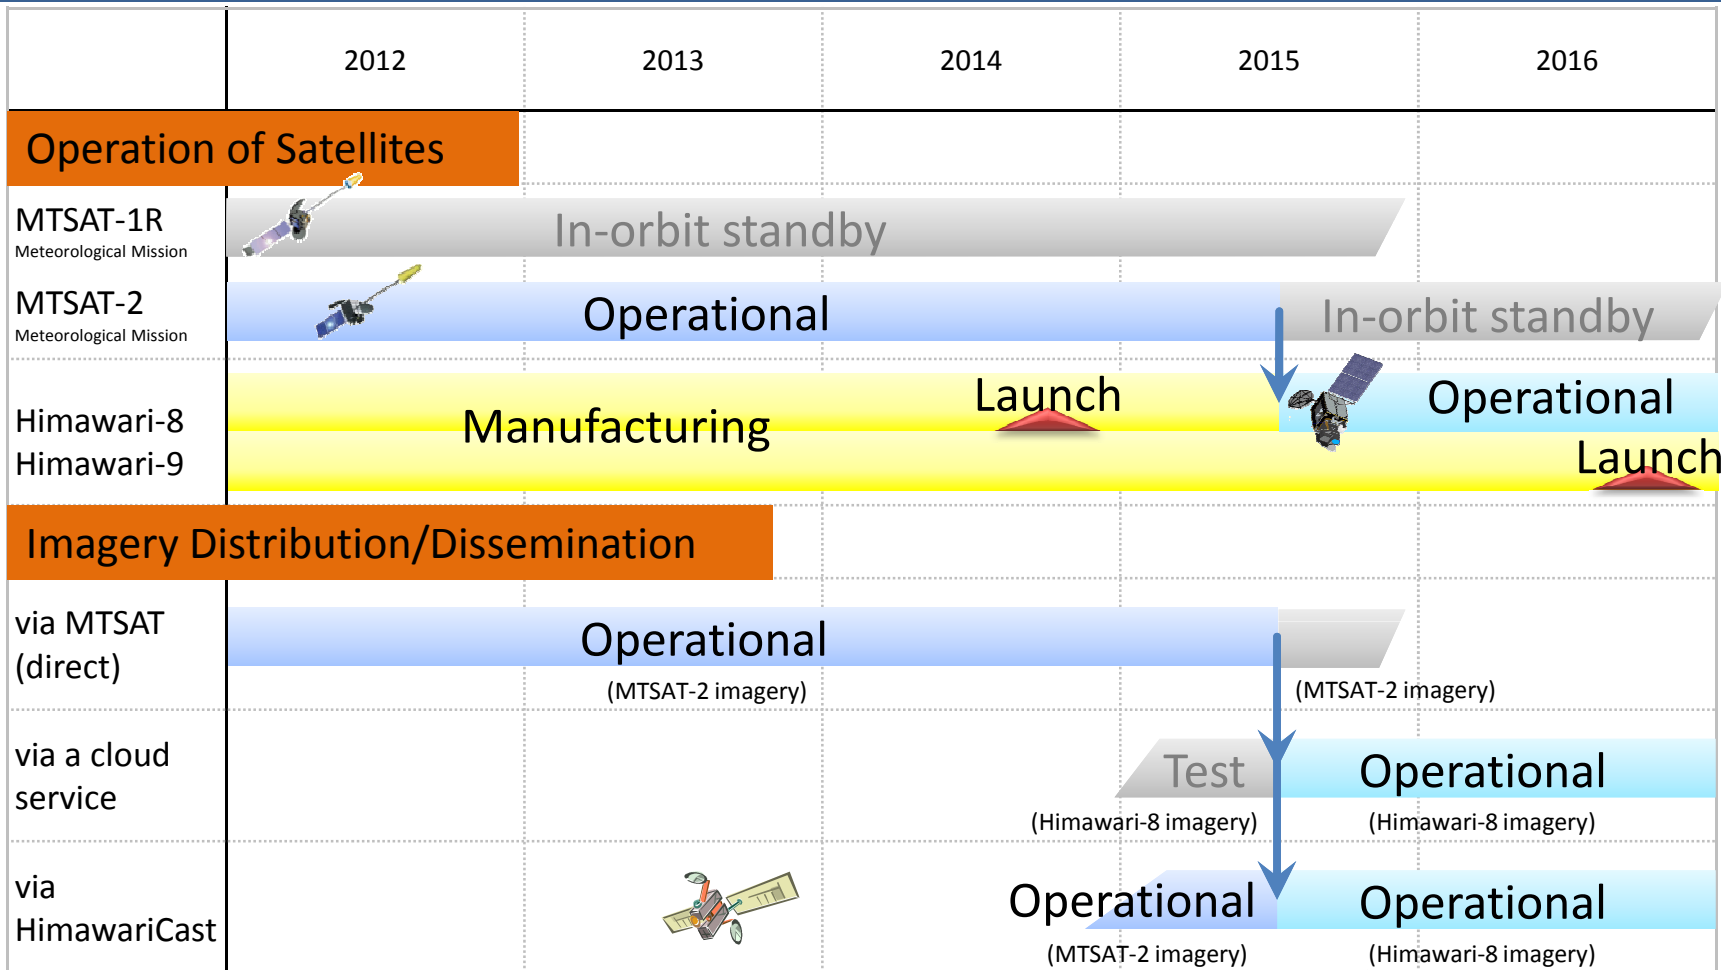 2012 2013 2014 2015 2016
Operation of Satellites
MTSAT-1R
Meteorological Mission
In-orbit standby
MTSAT-2
Meteorological Mission
Operational
In-orbit standby
Himawari-8
Himawari-9
Manufacturing
Launch
Operational
Launch
Imagery Distribution/Dissemination
via MTSAT
(direct)
Operational
(MTSAT-2 imagery)
(MTSAT-2 imagery)
via a cloud
service
Test
Operational
(Himawari-8 imagery)
(Himawari-8 imagery)
via
HimawariCast
Operational
Operational
(MTSAT-2 imagery)
(Himawari-8 imagery)